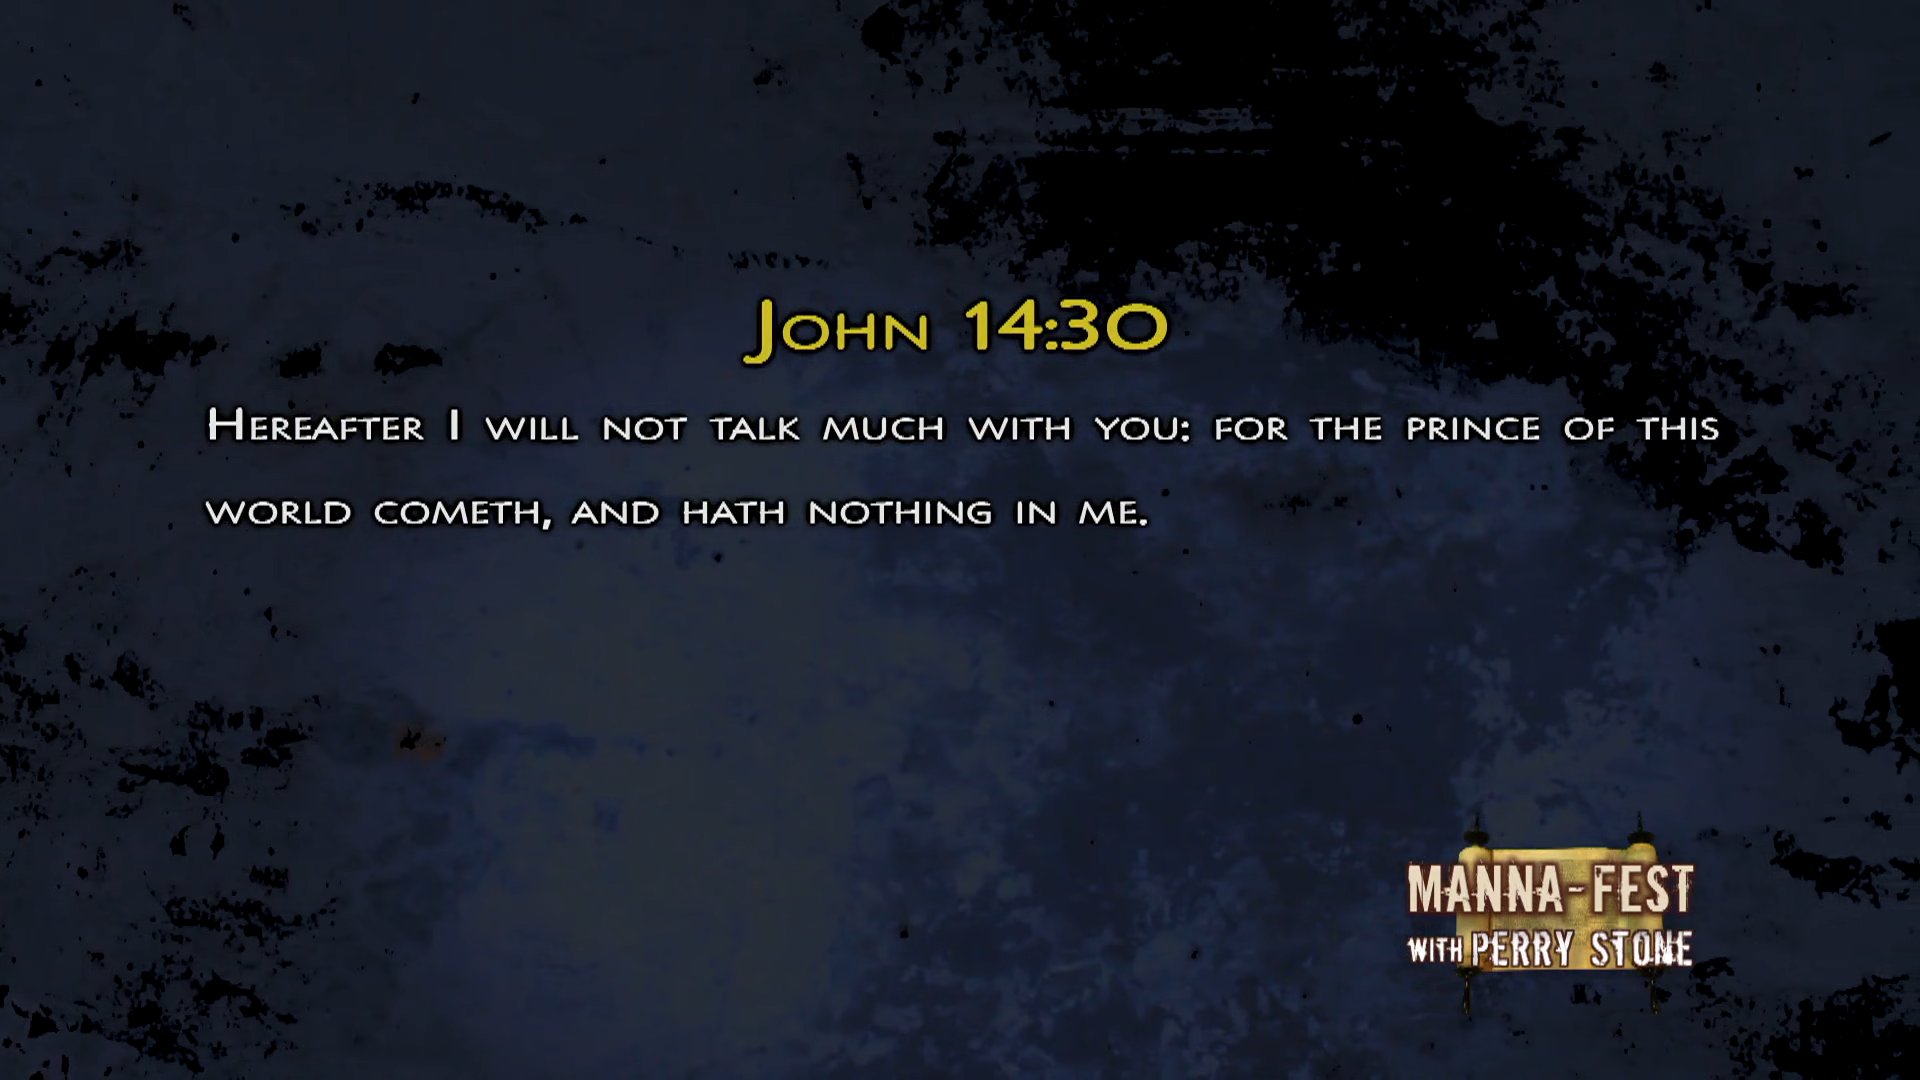 John 14:30
Hereafter I will not talk much with you: for the prince of this
world cometh, and hath nothing in me.
MANNA-FEST
WITH PERRY STONE